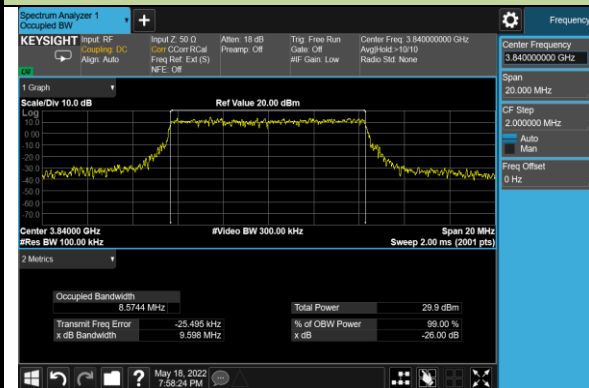 Spectrum Analyzer 1
Occupied BW
+
Frequency
KEYSIGHT
Input: RF
Coupling: DC
Align: Auto
Input Z: 50 Ω
Corr CCorr RCal
Freq Ref: Ext (S)
NFE: Off
Atten: 18 dB
Preamp: Off
Trig: Free Run
Gate: Off
#IF Gain: Low
Center Freq: 3.840000000 GHz
Avg|Hold:>10/10
Radio Std: None
Center Frequency
3.840000000 GHz
Span
20.000 MHz
CF Step
2.000000 MHz
Auto
Man
Freq Offset
0 Hz
1 Graph
Scale/Div 10.0 dB
Ref Value 20.00 dBm
Log
10.0
0.00
-10.0
-20.0
-30.0
-40.0
-50.0
-60.0
-70.0
Center 3.84000 GHz
#Video BW 300.00 kHz
Span 20 MHz
#Res BW 100.00 kHz
Sweep 2.00 ms (2001 pts)
2 Metrics
Occupied Bandwidth
8.5744 MHz
Total Power
29.9 dBm
Transmit Freq Error
-25.495 kHz
% of OBW Power
99.00 %
x dB Bandwidth
9.598 MHz
x dB
-26.00 dB
?
May 18, 2022
7:58:24 PM